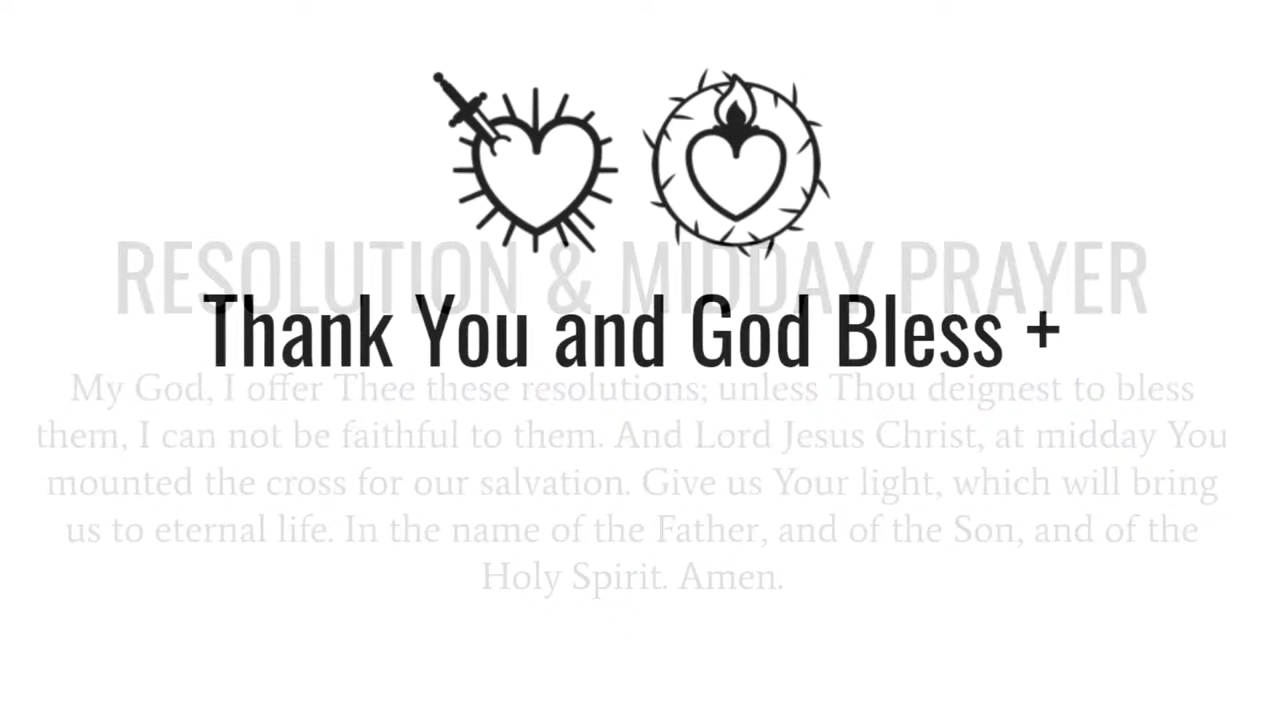 RESOLUTION & MIDDAY PRAYER
Thank You and God Bless +
My God, I offer Thee these resolutions; unless Thou deignest to bless
them, I can not be faithful to them. And Lord Jesus Christ, at midday You
mounted the cross for our salvation. Give us Your light, which will bring
us to eternal life. In the name of the Father, and of the Son, and of the
Holy Spirit. Amen.